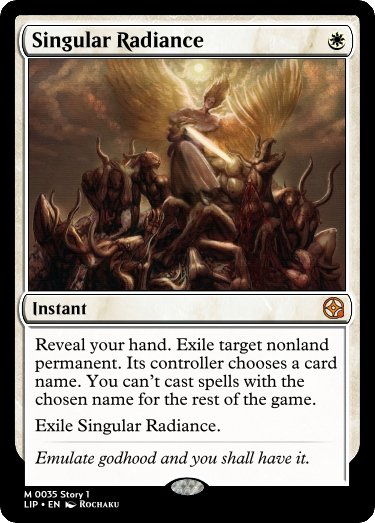 Singular Radiance
Instant
Reveal your hand. Exile target nonland
permanent. Its controller chooses a card
name. You can't cast spells with the
chosen name for the rest of the game.
Exile Singular Radiance.
Emulate godhood and you shall have it.
M 0035 Story 1
LIP • EN Rochaku